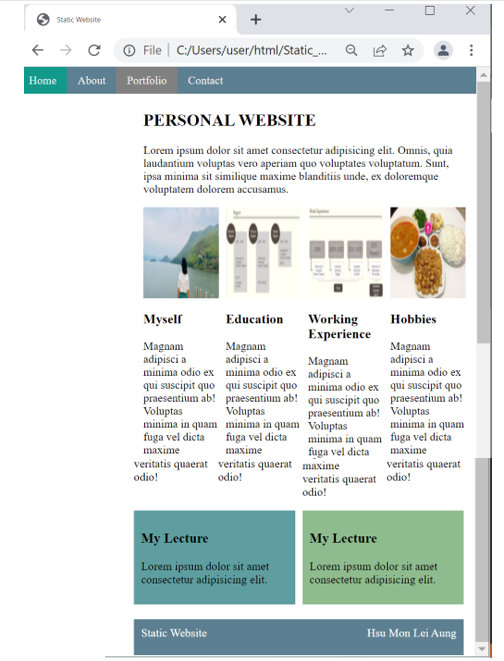 Static Website
File C:/Users/user/html/Static_...
Home About Portfolio Contact
PERSONAL WEBSITE
Lorem ipsum dolor sit amet consectetur adipisicing elit. Omnis, quia
laudantium voluptas vero aperiam quo voluptates voluptatum. Sunt,
ipsa minima sit similique maxime blanditiis unde, ex doloremque
voluptatem dolorem accusamus.
Myself
Magnam
adipisci a
minima odio ex
qui suscipit quo
praesentium ab!
Voluptas
minima in quam
fuga vel dicta
maxime
veritatis quaerat
odio!
Education
Magnam
adipisci a
minima odio ex
qui suscipit quo
praesentium ab!
Voluptas
minima in quam
fuga vel dicta
maxime
veritatis quaerat
odio!
Working
Experience
Magnam
adipisci a
minima odio ex
qui suscipit quo
praesentium ab!
Voluptas
minima in quam
fuga vel dicta
maxime
veritatis quaerat
odio!
Hobbies
Magnam
adipisci a
minima odio ex
qui suscipit quo
praesentium ab!
Voluptas
minima in quam
fuga vel dicta
maxime
veritatis quaerat
odio!
My Lecture
Lorem ipsum dolor sit amet
consectetur adipisicing elit.
My Lecture
Lorem ipsum dolor sit amet
consectetur adipisicing elit.
Static Website Hsu Mon Lei Aung